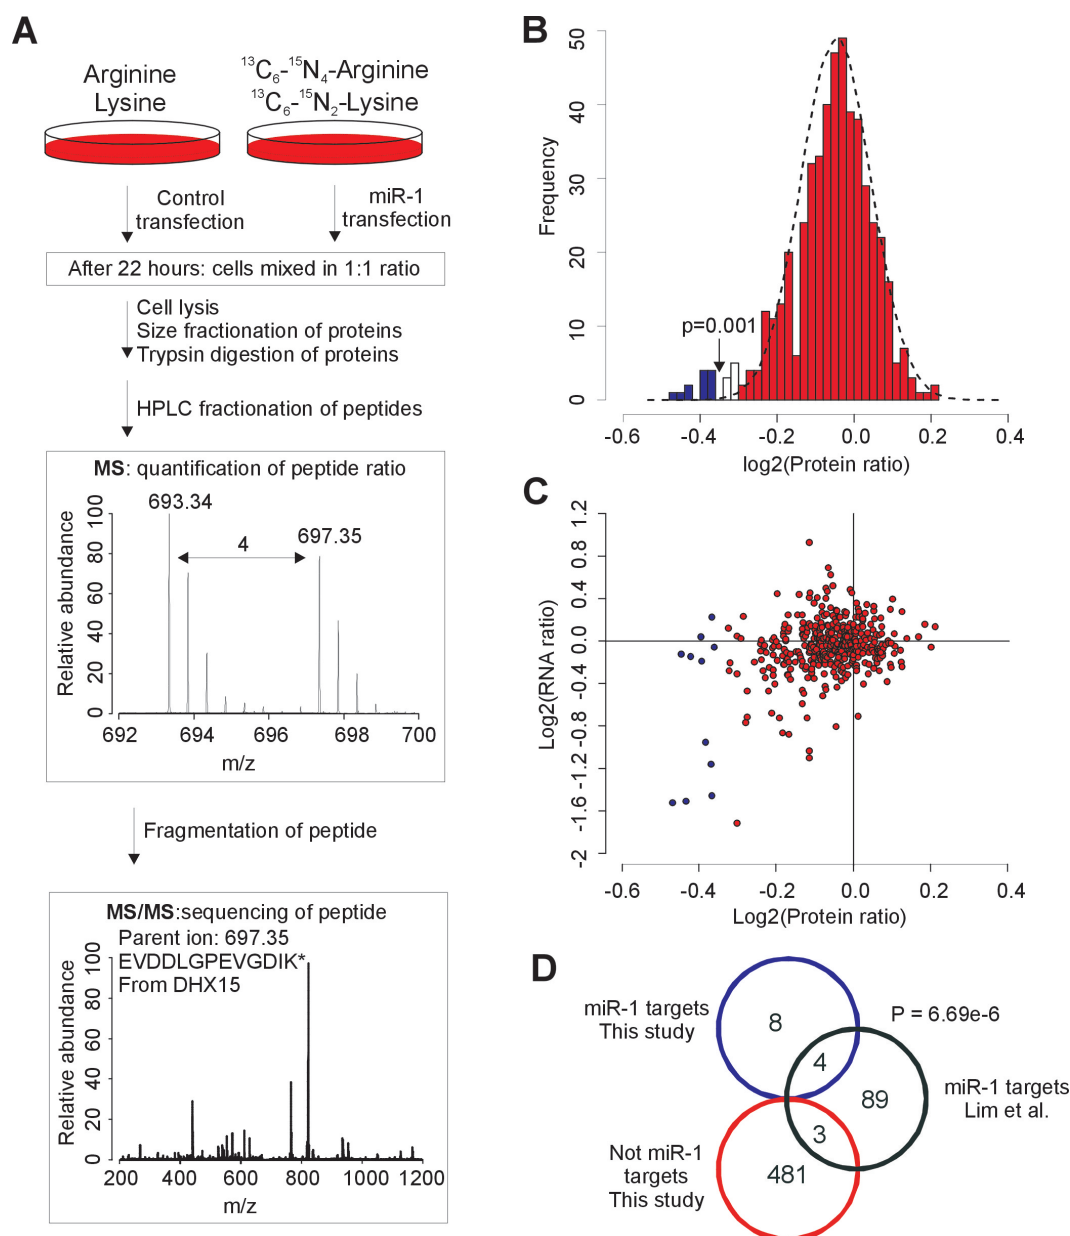 A
Arginine
Lysine
¹³C₆-¹⁵N₄-Arginine
¹³C₆-¹⁵N₂-Lysine
Control
transfection
miR-1
transfection
After 22 hours: cells mixed in 1:1 ratio
Cell lysis
Size fractionation of proteins
Trypsin digestion of proteins
HPLC fractionation of peptides
MS: quantification of peptide ratio
693.34
697.35
4
Relative abundance
100
80
60
40
20
0
692 694 696 698 700
m/z
Fragmentation of peptide
MS/MS:sequencing of peptide
Parent ion: 697.35
EVDDLGPEVGDIK*
From DHX15
Relative abundance
100
80
60
40
20
0
200 400 600 800 1000 1200
m/z
B
Frequency
50
40
30
20
10
0
p=0.001
-0.6 -0.4 -0.2 0.0 0.2 0.4
log2(Protein ratio)
C
Log2(RNA ratio)
1.2
0.8
0.4
0.0
-0.4
-0.8
-1.2
-1.6
-2
-0.6 -0.4 -0.2 0.0 0.2 0.4
Log2(Protein ratio)
D
miR-1 targets
This study
8
P = 6.69e-6
4
89
miR-1 targets
Lim et al.
3
Not miR-1
targets
This study
481